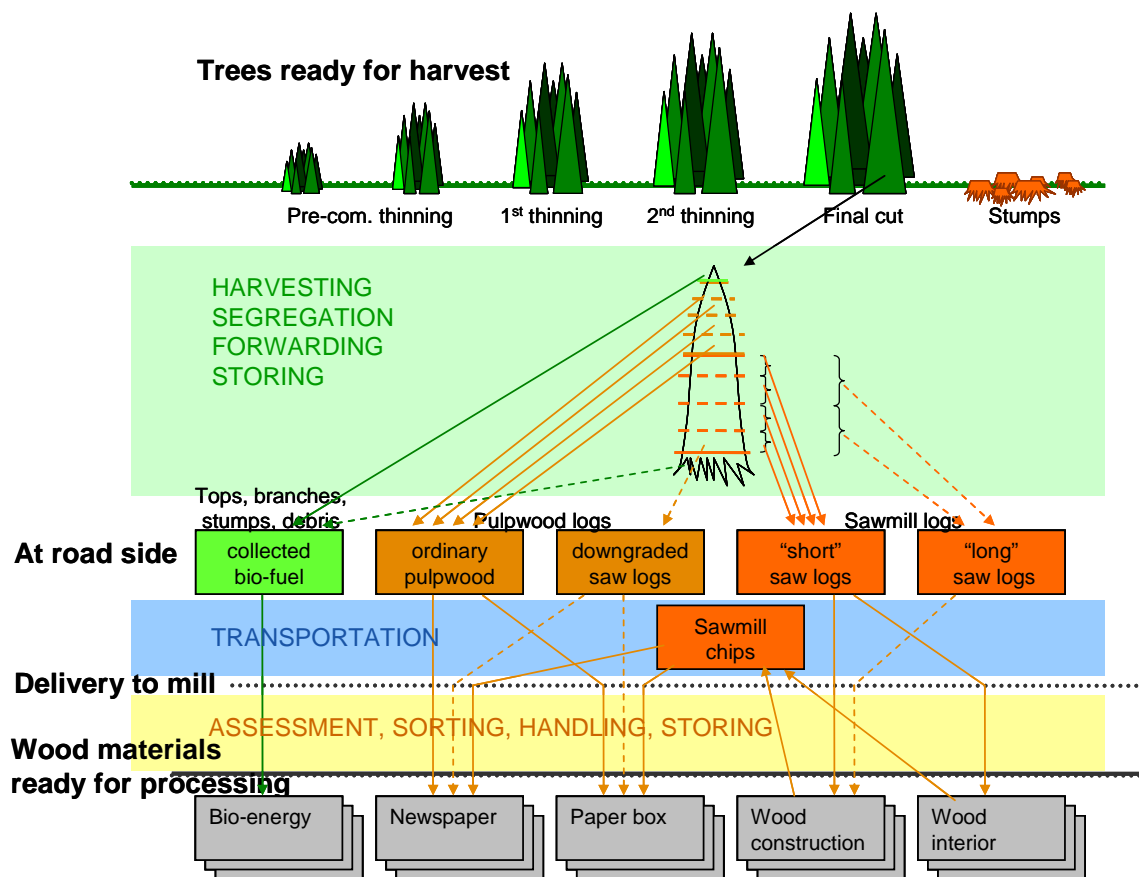 Trees ready for harvest
Pre-com. thinning
1st thinning
2nd thinning
Final cut
Stumps
HARVESTING
SEGREGATION
FORWARDING
STORING
Tops, branches,
stumps, debris
Pulpwood logs
Sawmill logs
At road side
collected
bio-fuel
ordinary
pulpwood
downgraded
saw logs
“short”
saw logs
“long”
saw logs
TRANSPORTATION
Sawmill
chips
Delivery to mill
ASSESSMENT, SORTING, HANDLING, STORING
Wood materials
ready for processing
Bio-energy
Newspaper
Paper box
Wood
construction
Wood
interior